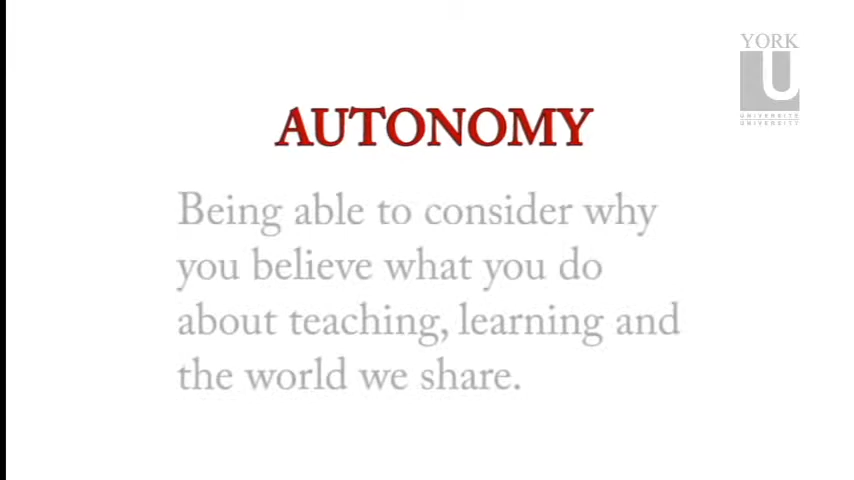 YORK
U
UNIVERSITÉ
UNIVERSITY
AUTONOMY
Being able to consider why
you believe what you do
about teaching, learning and
the world we share.